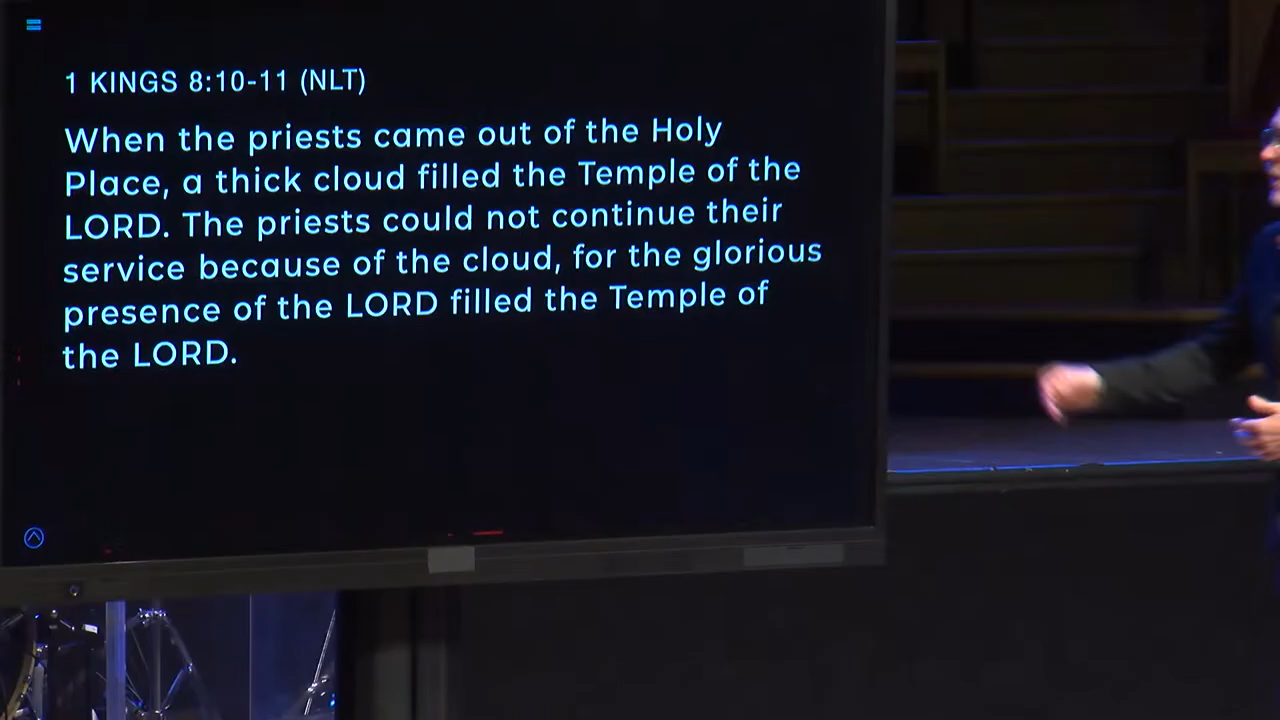 1 KINGS 8:10-11 (NLT)
When the priests came out of the Holy
Place, a thick cloud filled the Temple of the
LORD. The priests could not continue their
service because of the cloud, for the glorious
presence of the LORD filled the Temple of
the LORD.